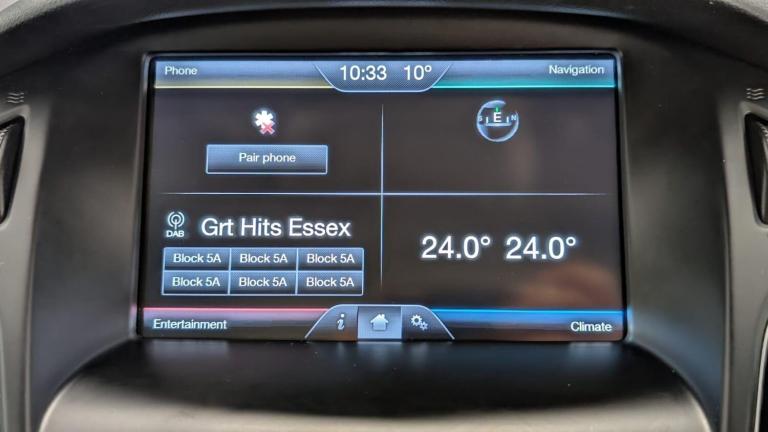 Phone
10:33 10°
Navigation
S E N
Pair phone
DAB
Grt Hits Essex
Block 5A Block 5A Block 5A
Block 5A Block 5A Block 5A
24.0° 24.0°
Entertainment
i
Climate